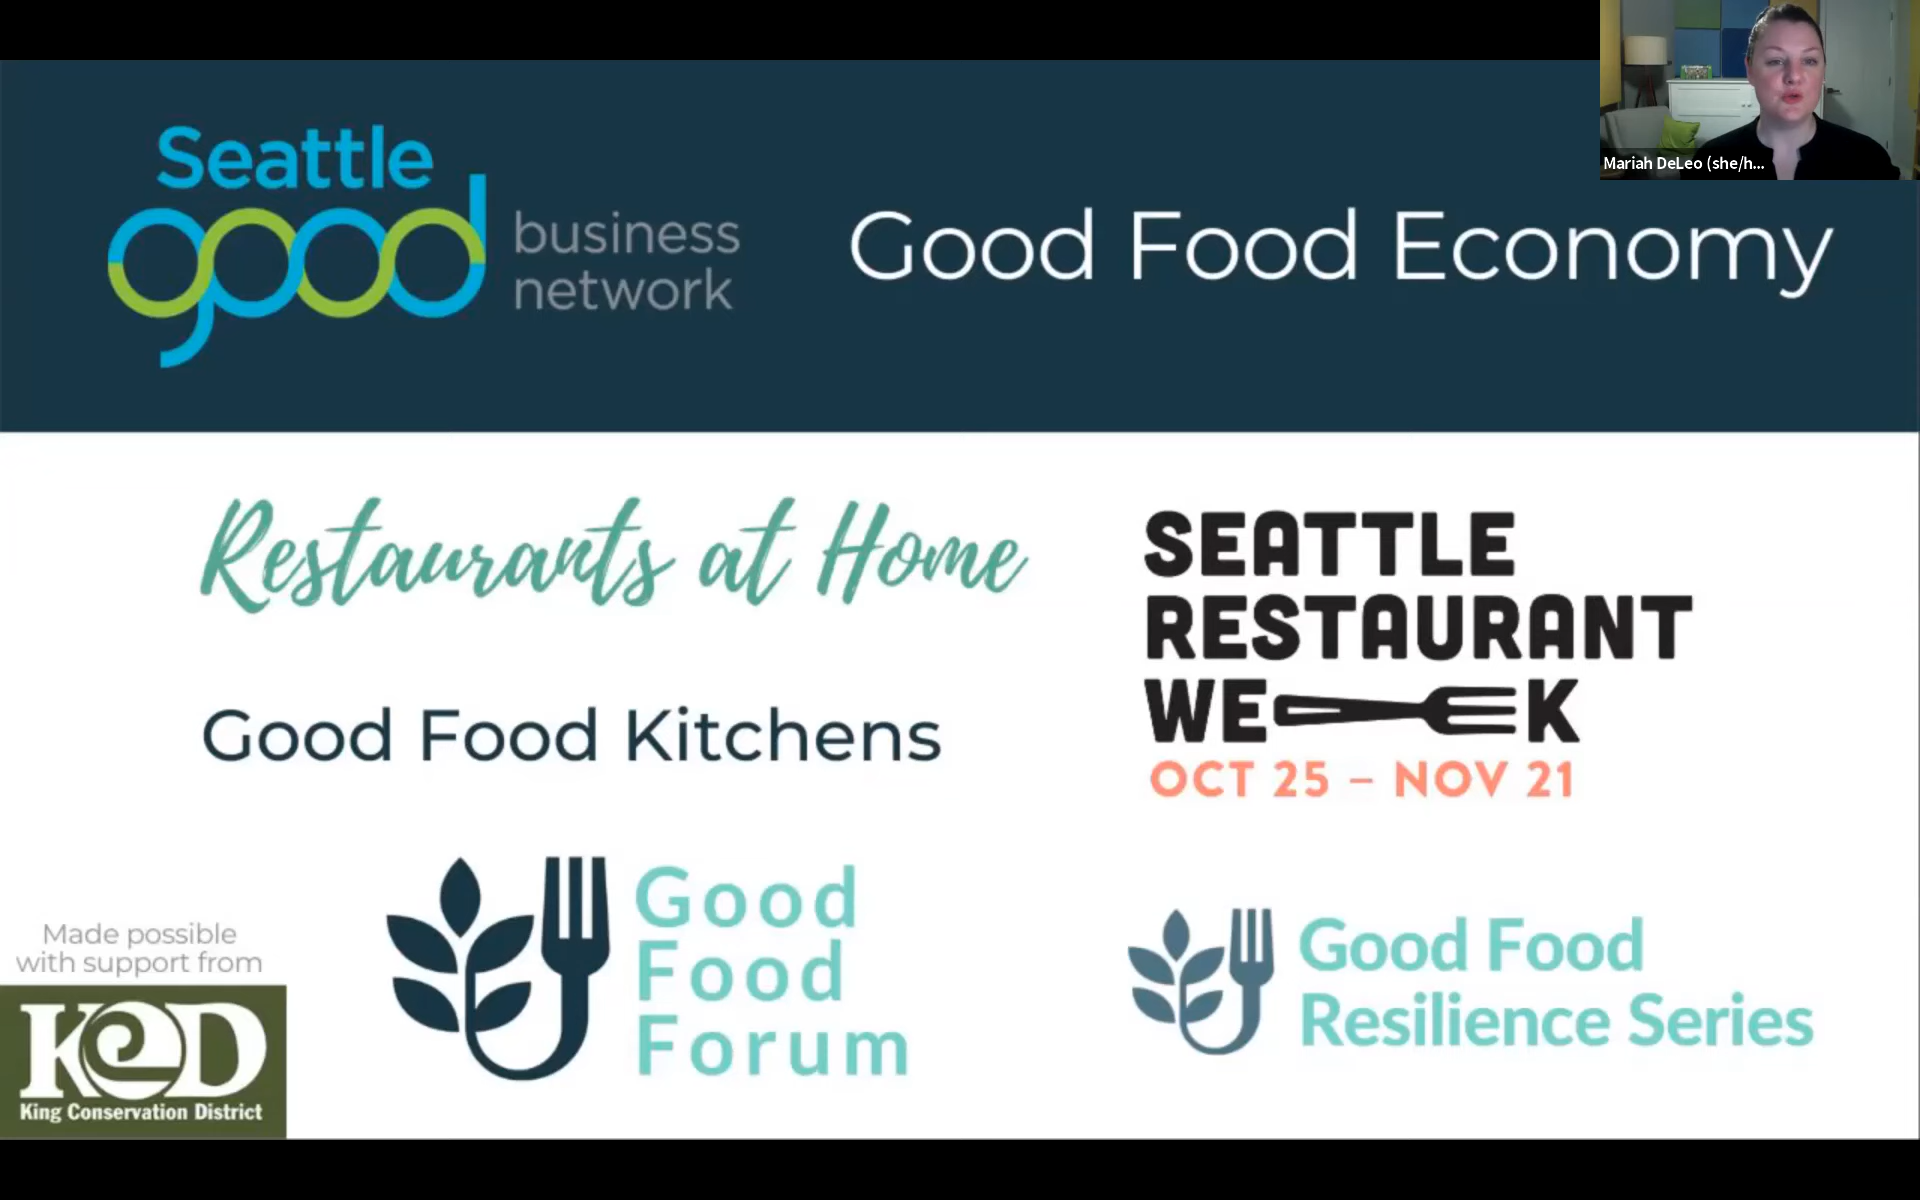 Seattle
good
business
network
Good Food Economy
Mariah DeLeo (she/h...
Restaurants at Home
SEATTLE
RESTAURANT
WEEK
OCT 25 – NOV 21
Good Food Kitchens
Good
Food
Forum
Good Food
Resilience Series
Made possible
with support from
KCD
King Conservation District